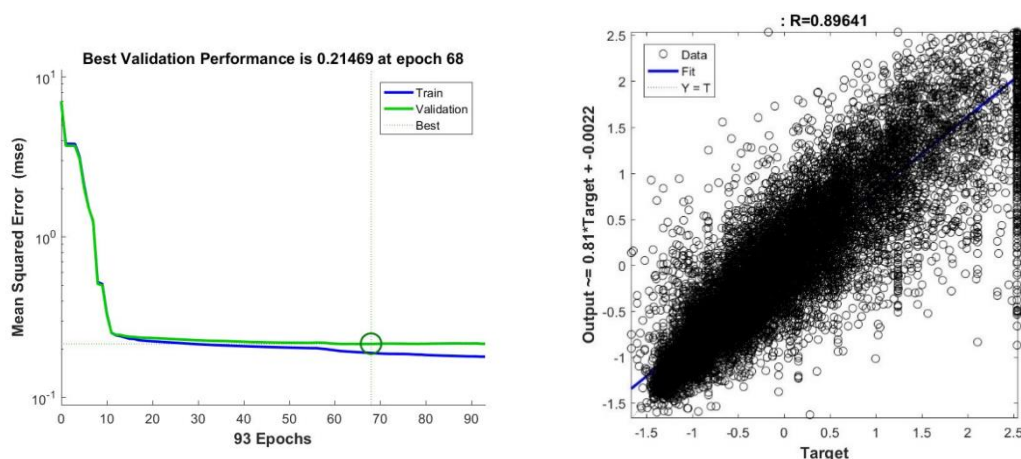 Best Validation Performance is 0.21469 at epoch 68
Mean Squared Error (mse)
10^1
10^0
10^-1
Train
Validation
Best
0 10 20 30 40 50 60 70 80 90
93 Epochs
: R=0.89641
Output ~= 0.81*Target + -0.0022
2.5
2
1.5
1
0.5
0
-0.5
-1
-1.5
Data
Fit
Y = T
-1.5 -1 -0.5 0 0.5 1 1.5 2 2.5
Target